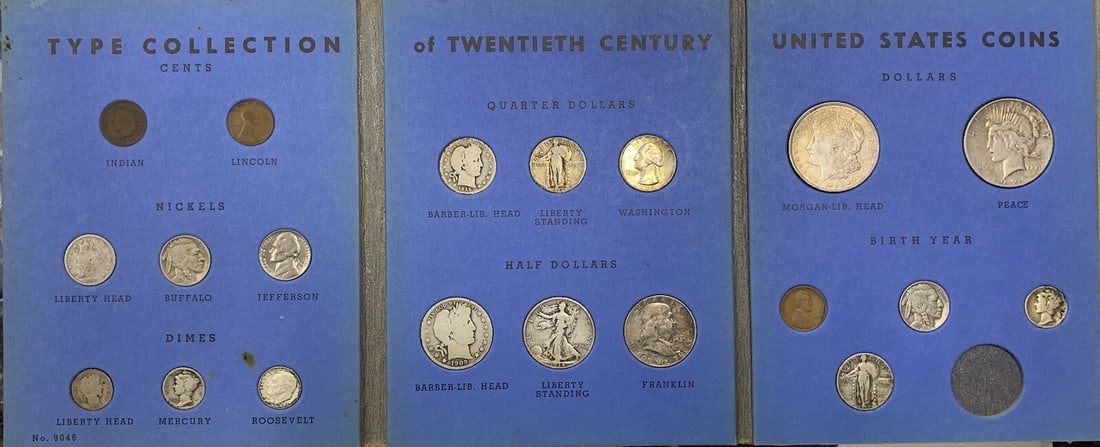 TYPE COLLECTION
CENTS
INDIAN
LINCOLN
NICKELS
LIBERTY HEAD
BUFFALO
JEFFERSON
DIMES
LIBERTY HEAD
MERCURY
ROOSEVELT
No. 9046
of TWENTIETH CENTURY
QUARTER DOLLARS
BARBER-LIB. HEAD
LIBERTY
STANDING
WASHINGTON
HALF DOLLARS
1909
BARBER-LIB. HEAD
LIBERTY
STANDING
FRANKLIN
UNITED STATES COINS
DOLLARS
MORGAN-LIB. HEAD
PEACE
BIRTH YEAR